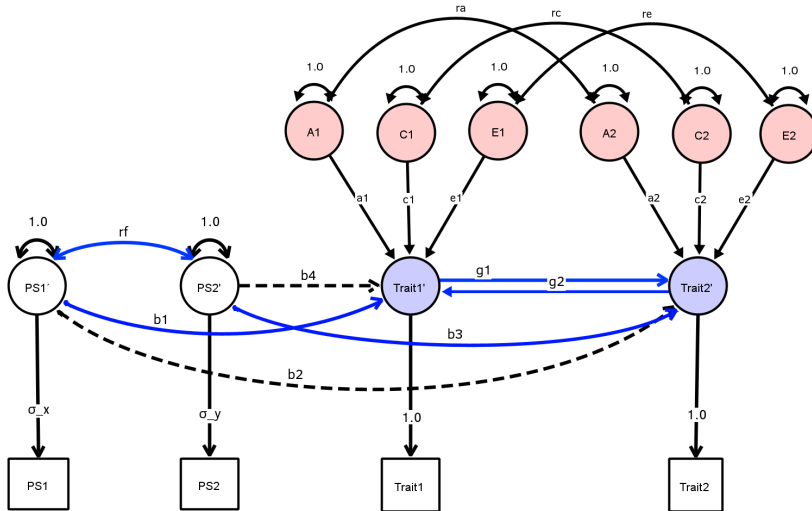 ra rc re
1.0 1.0 1.0 1.0 1.0 1.0
A1 C1 E1 A2 C2 E2
a1 c1 e1 a2 c2 e2
1.0 1.0
rf
PS1´ PS2' b4 Trait1' g1 g2 Trait2'
b1 b3
b2
σ_x σ_y 1.0 1.0
PS1 PS2 Trait1 Trait2